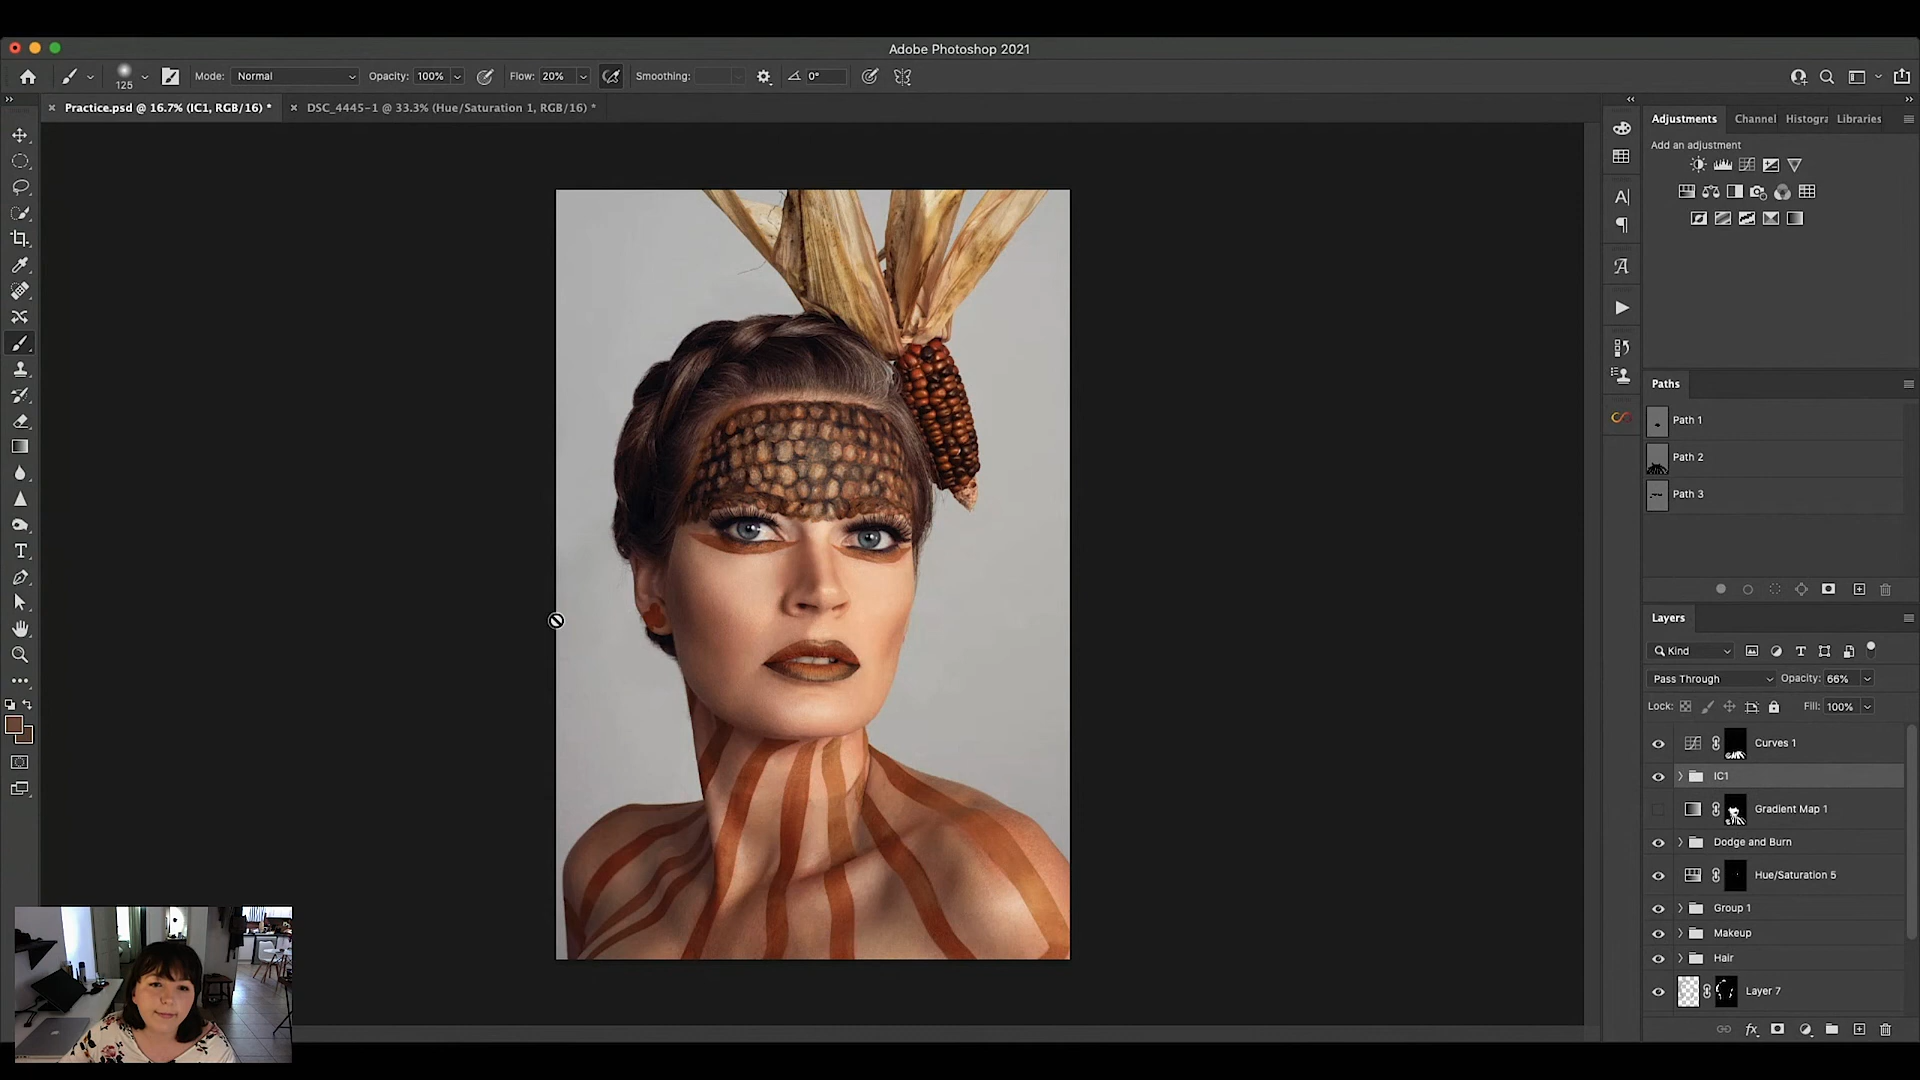 Adobe Photoshop 2021
125
Mode: Normal
Opacity: 100%
Flow: 20%
Smoothing:
0°
Practice.psd @ 16.7% (IC1, RGB/16) *
DSC_4445-1 @ 33.3% (Hue/Saturation 1, RGB/16) *
Adjustments
Channel
Histogra
Libraries
Add an adjustment
Paths
Path 1
Path 2
Path 3
Layers
Kind
Pass Through
Opacity: 66%
Lock:
Fill: 100%
Curves 1
IC1
Gradient Map 1
Dodge and Burn
Hue/Saturation 5
Group 1
Makeup
Hair
Layer 7